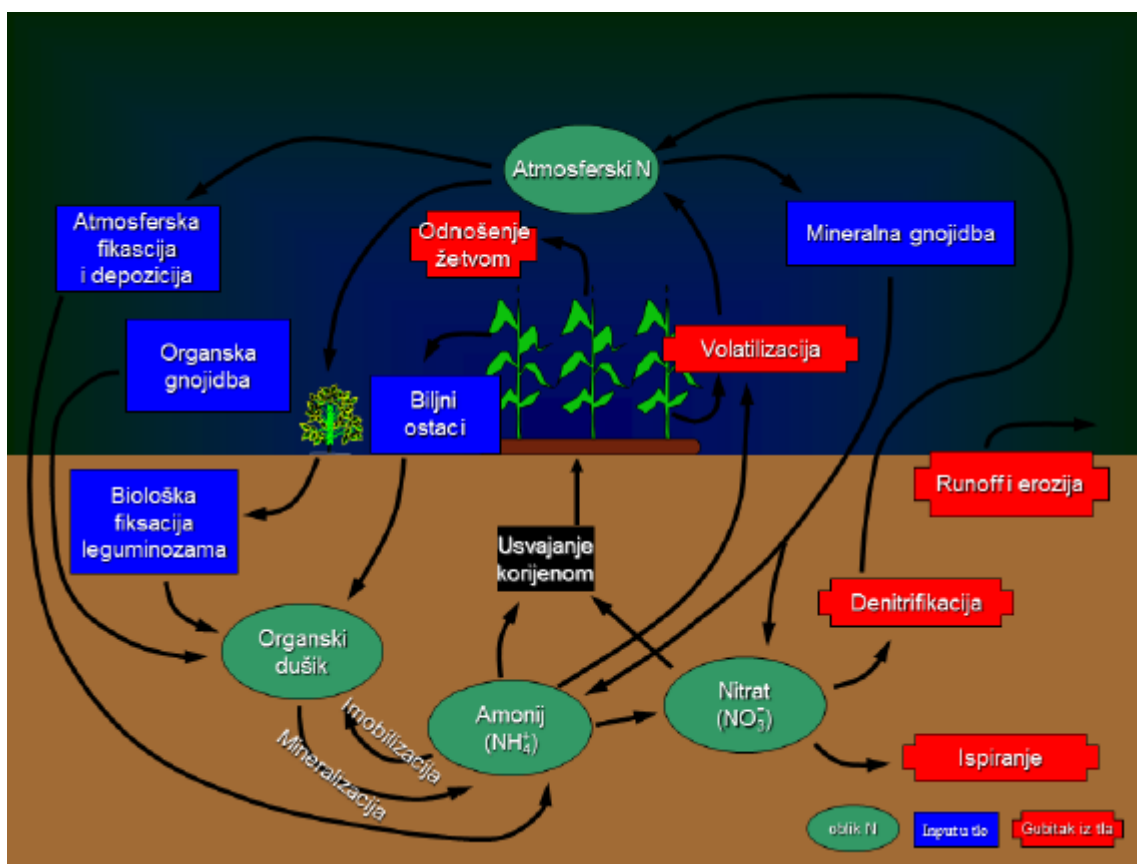 Atmosferski N
Atmosferska
fikascija
i depozicija
Odnošenje
žetvom
Mineralna gnojidba
Organska
gnojidba
Volatilizacija
Biljni
ostaci
Runoff i erozija
Biološka
fiksacija
leguminozama
Usvajanje
korijenom
Denitrifikacija
Organski
dušik
Imobilizacija
Mineralizacija
Amonij
(NH₄⁺)
Nitrat
(NO₃⁻)
Ispiranje
oblik N
Input u tlo
Gubitak iz tla